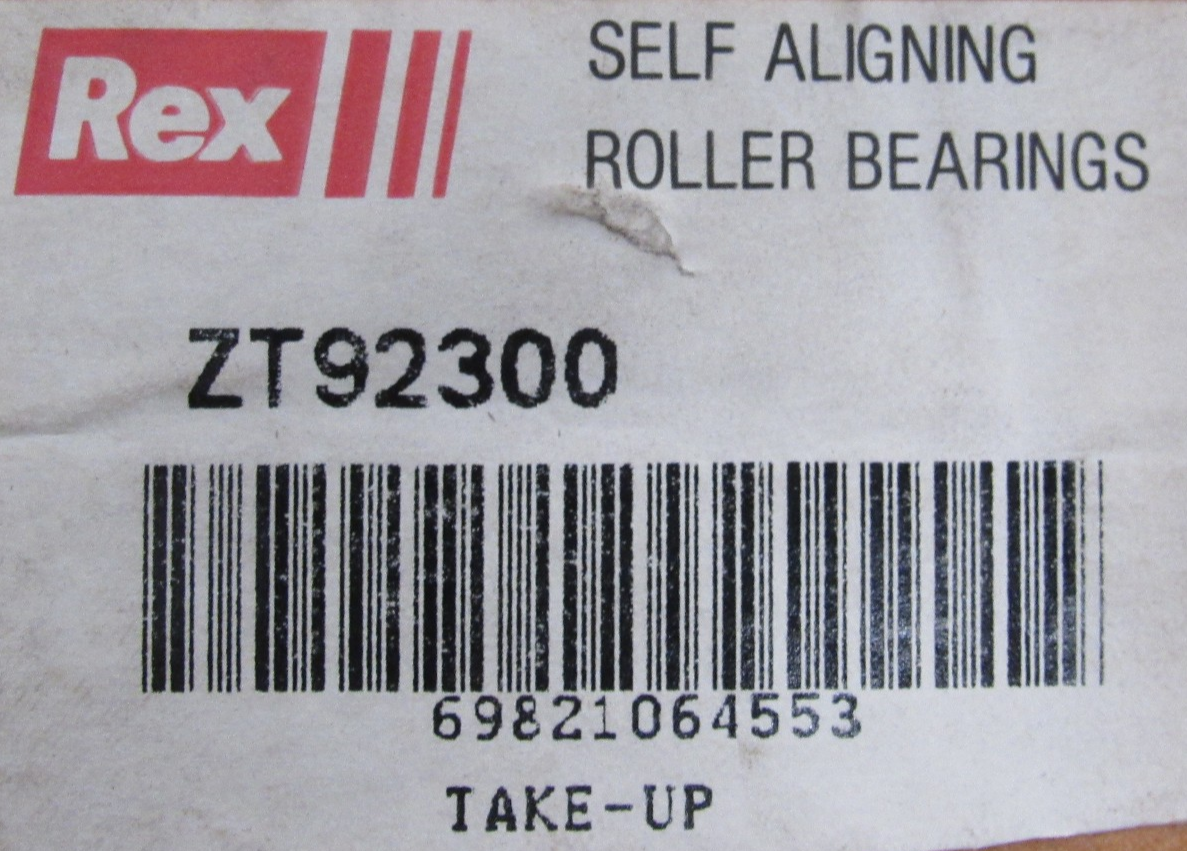 Rex
SELF ALIGNING
ROLLER BEARINGS
ZT92300
69821064553
TAKE-UP